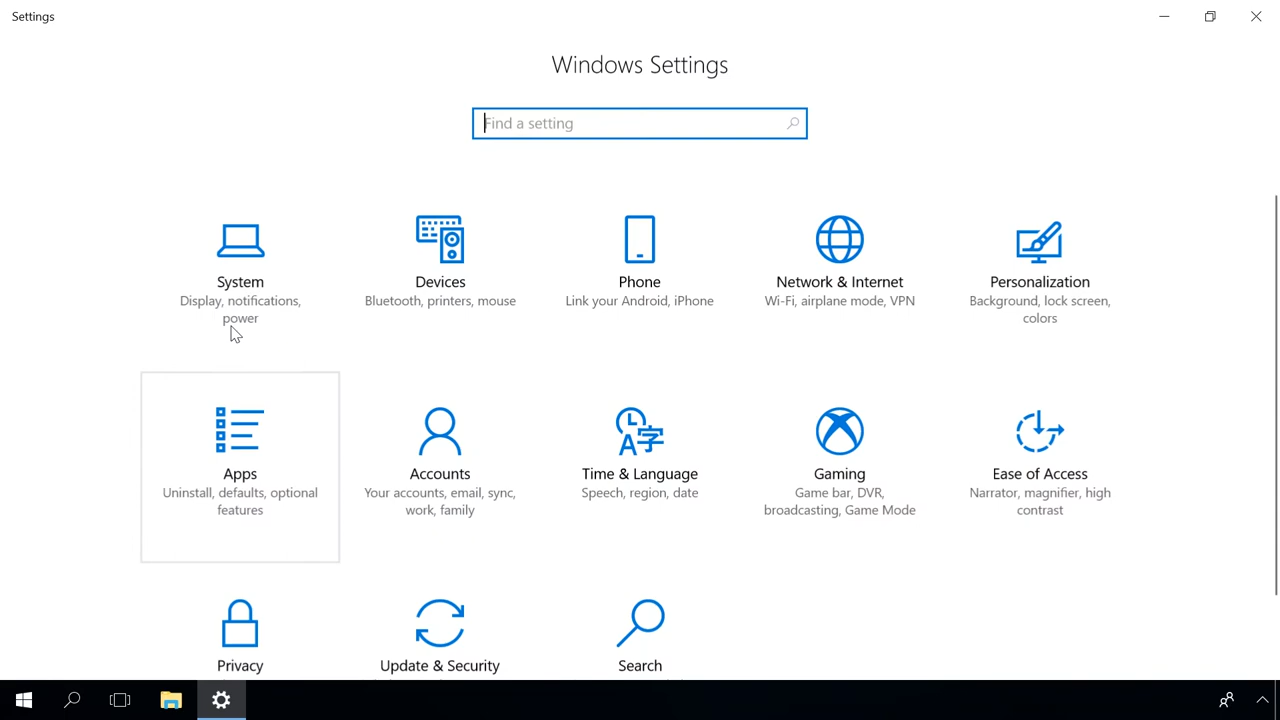 Settings
Windows Settings
Find a setting
System
Display, notifications,
power
Devices
Bluetooth, printers, mouse
Phone
Link your Android, iPhone
Network & Internet
Wi-Fi, airplane mode, VPN
Personalization
Background, lock screen,
colors
Apps
Uninstall, defaults, optional
features
Accounts
Your accounts, email, sync,
work, family
Time & Language
Speech, region, date
Gaming
Game bar, DVR,
broadcasting, Game Mode
Ease of Access
Narrator, magnifier, high
contrast
Privacy
Update & Security
Search